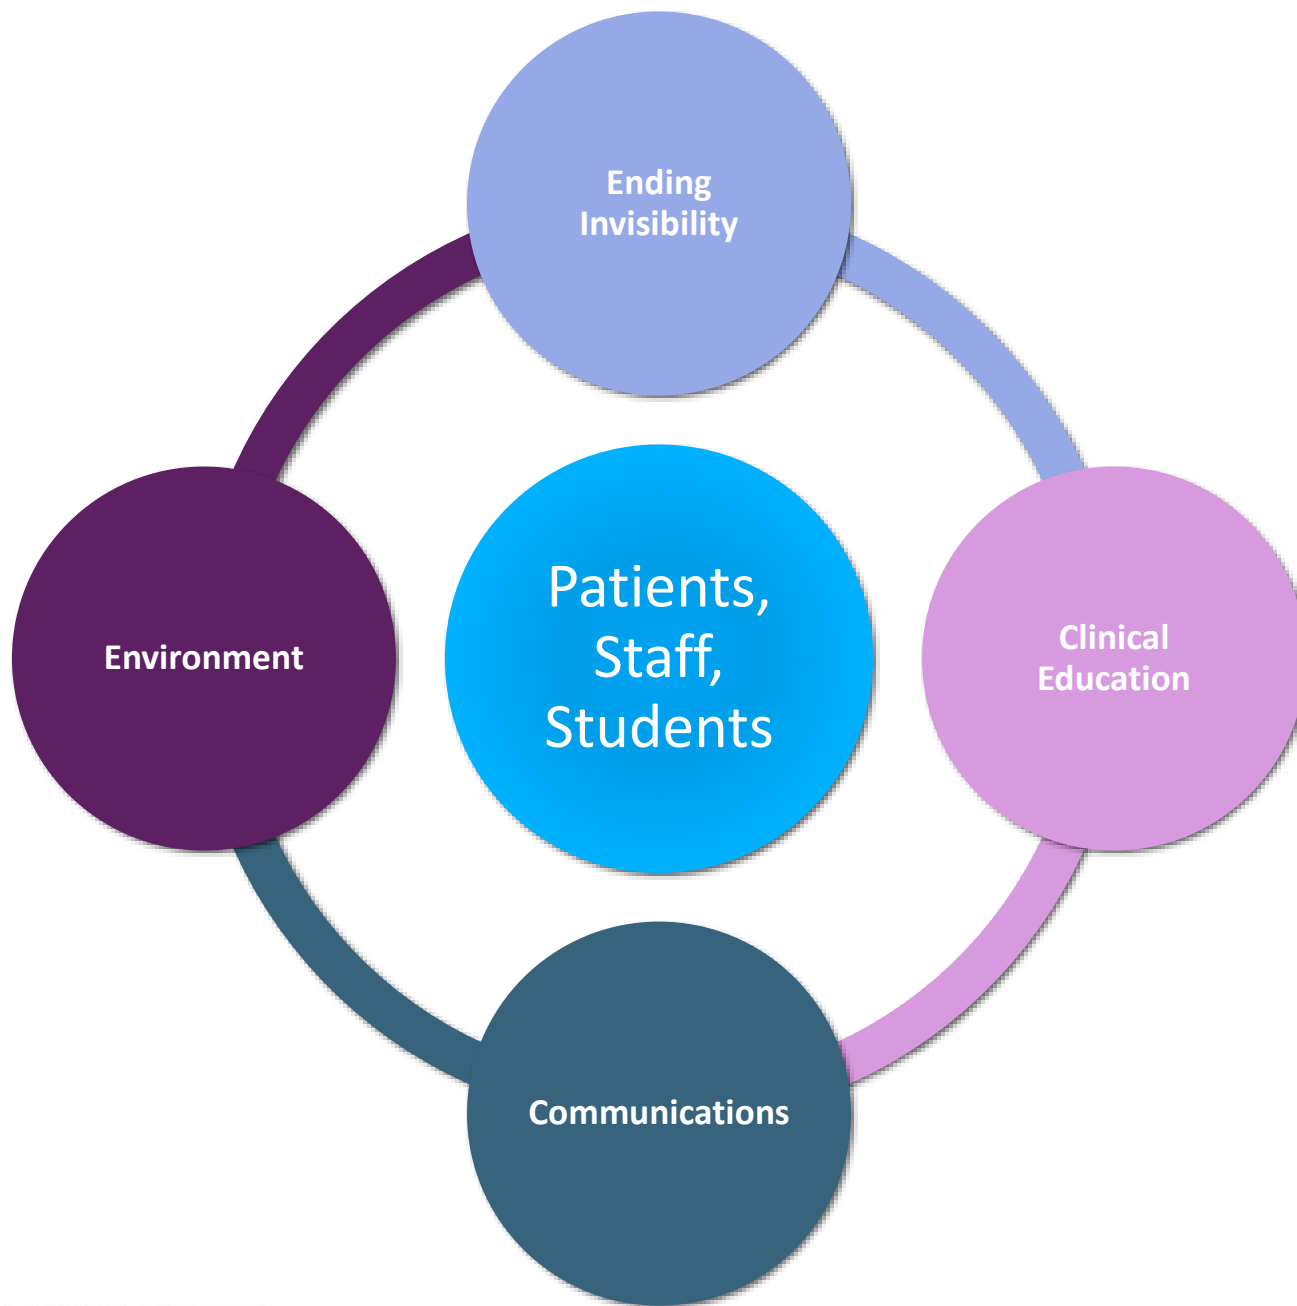 Ending
Invisibility
Environment
Patients,
Staff,
Students
Clinical
Education
Communications